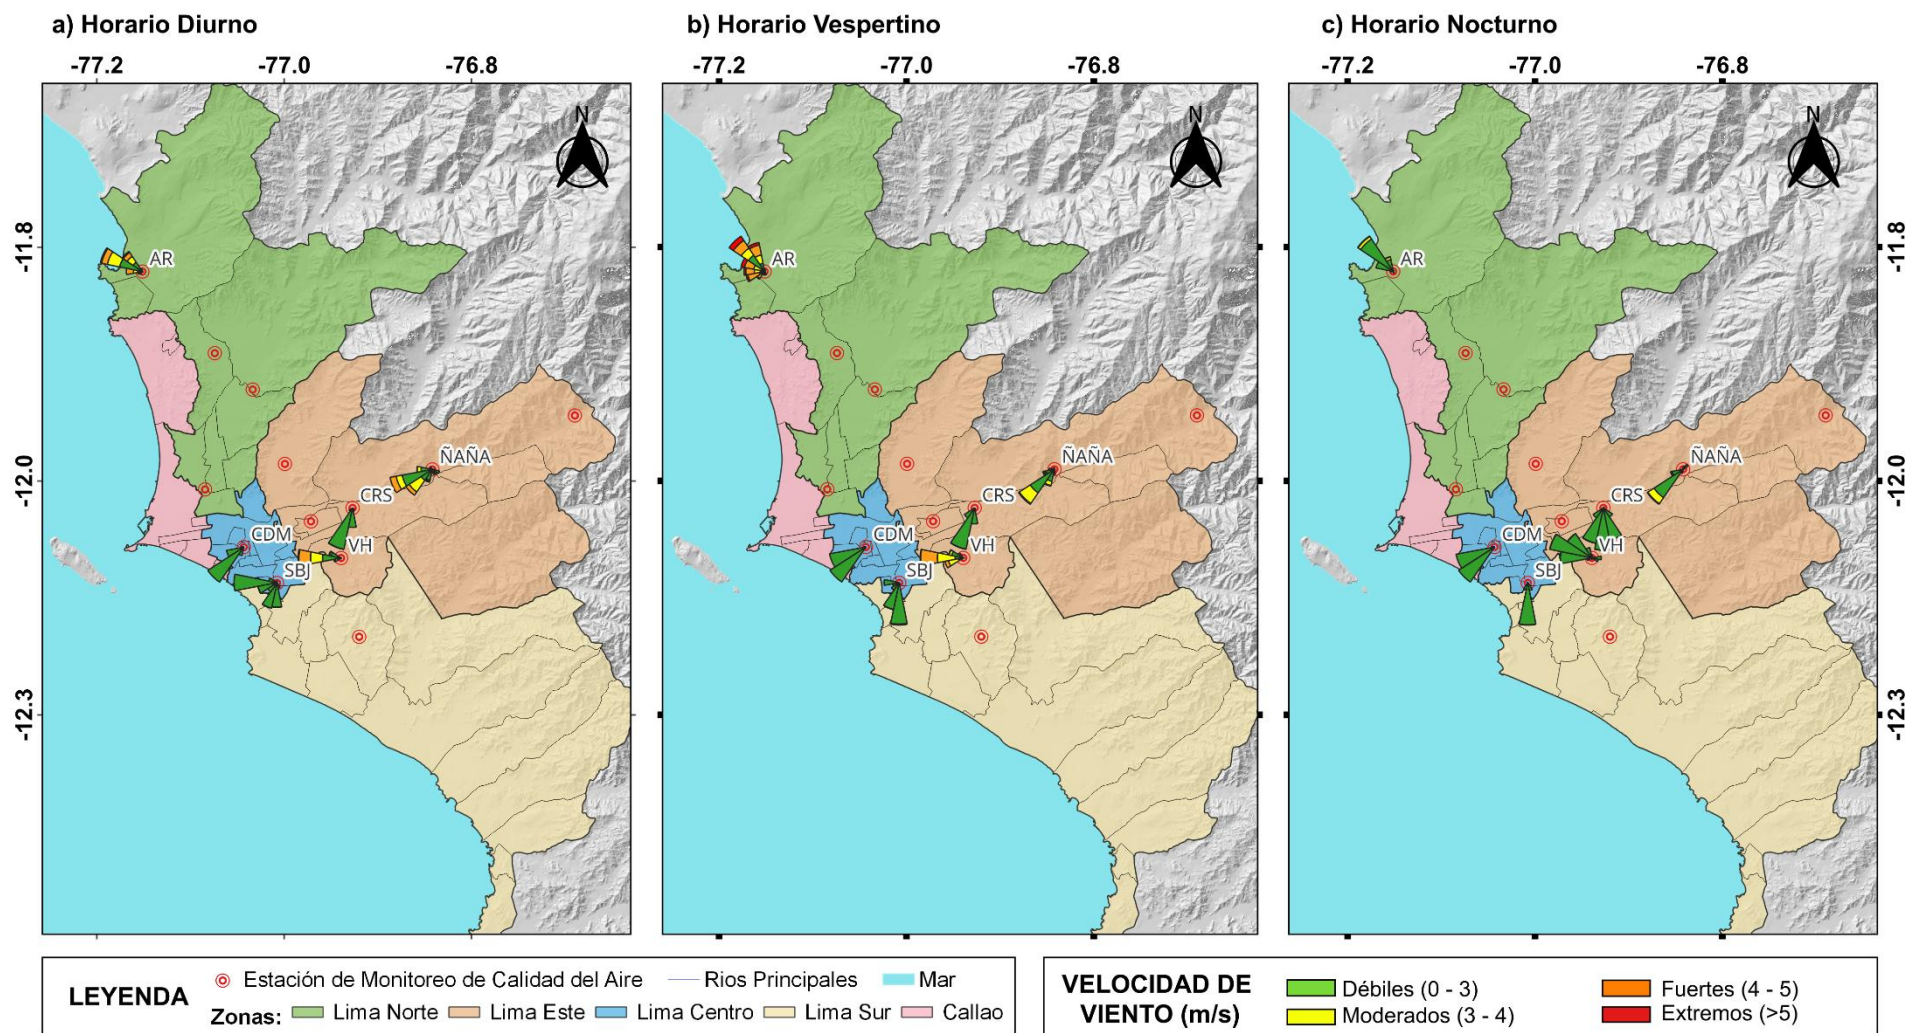 a) Horario Diurno
b) Horario Vespertino
c) Horario Nocturno
-77.2 -77.0 -76.8
-77.2 -77.0 -76.8
-77.2 -77.0 -76.8
N
N
N
-11.8
-12.0
-12.3
AR
ÑAÑA
CRS
CDM
VH
SBJ
AR
ÑAÑA
CRS
CDM
VH
SBJ
AR
ÑAÑA
CRS
CDM
VH
SBJ
-11.8
-12.0
-12.3
LEYENDA
Estación de Monitoreo de Calidad del Aire
Rios Principales
Mar
Zonas: Lima Norte Lima Este Lima Centro Lima Sur Callao
VELOCIDAD DE
VIENTO (m/s)
Débiles (0 - 3)
Fuertes (4 - 5)
Moderados (3 - 4)
Extremos (>5)